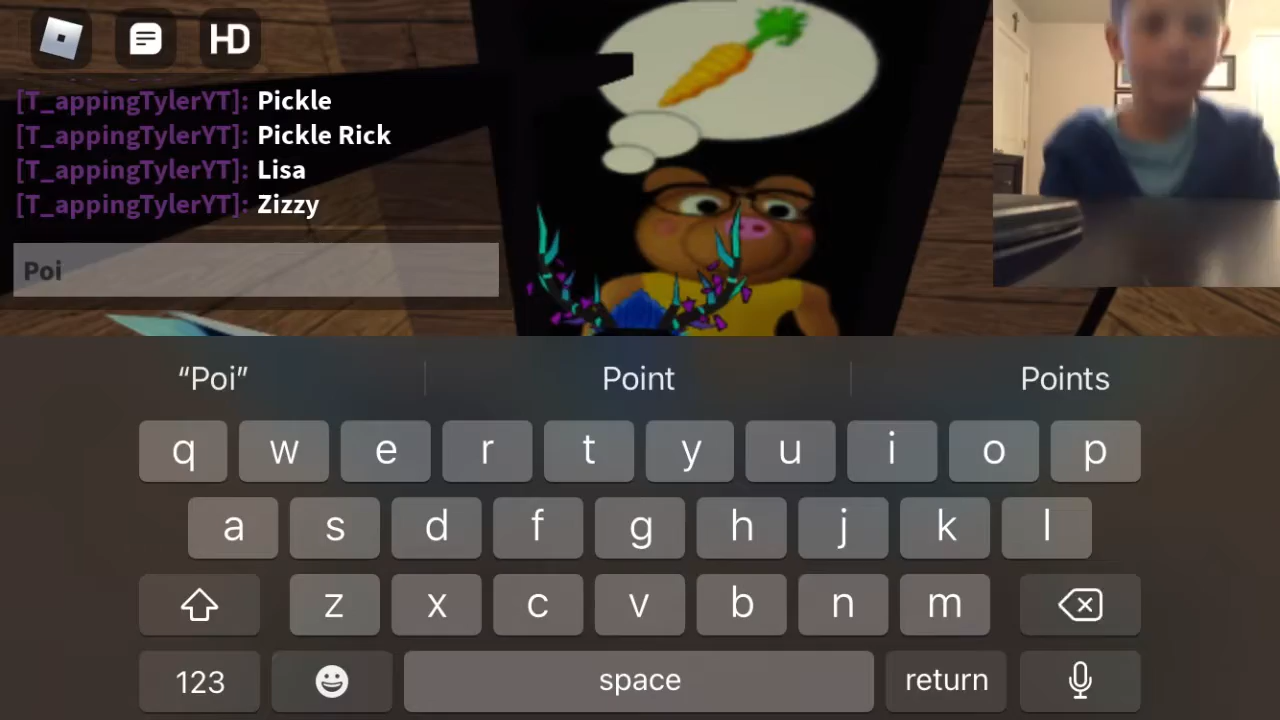 HD
[T_appingTylerYT]: Pickle
[T_appingTylerYT]: Pickle Rick
[T_appingTylerYT]: Lisa
[T_appingTylerYT]: Zizzy
Poi
“Poi” Point Points
q w e r t y u i o p
a s d f g h j k l
z x c v b n m
123 space return